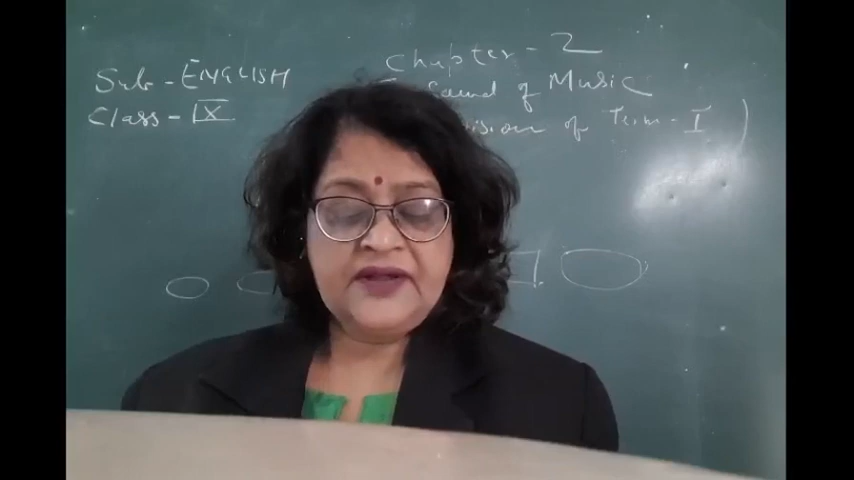 Sub - ENGLISH
Class - IX
Chapter - 2
Sound of Music
of Term - I )